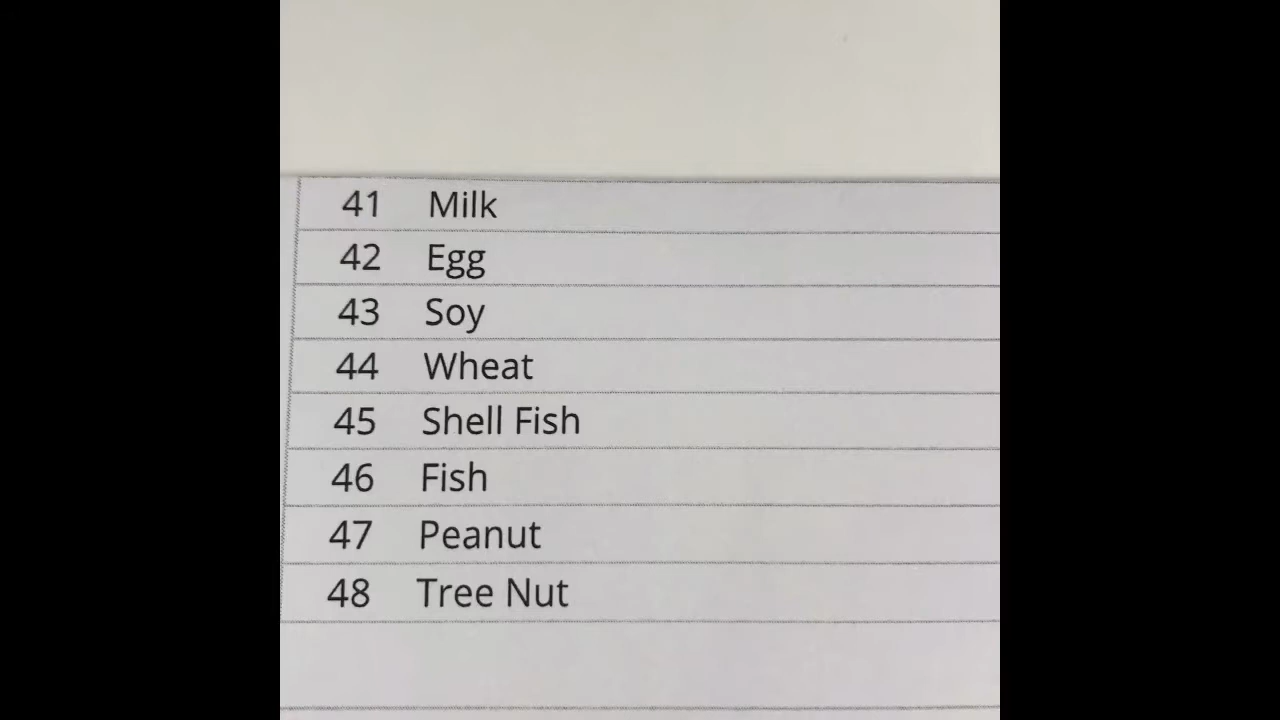 41 Milk
42 Egg
43 Soy
44 Wheat
45 Shell Fish
46 Fish
47 Peanut
48 Tree Nut